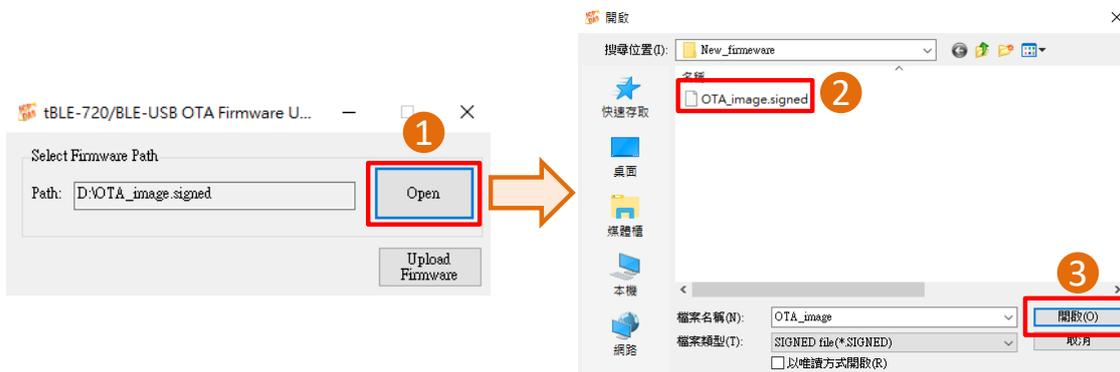 tBLE-720/BLE-USB OTA Firmware U...
1
Select Firmware Path
Path: D:\OTA_image.signed
Open
Upload
Firmware
開啟
搜尋位置(I): New_firmeware
名稱
OTA_image.signed
2
快速存取
桌面
媒體櫃
本機
網路
3
檔案名稱(N): OTA_image
開啟(O)
檔案類型(T): SIGNED file(*.SIGNED)
取消
以唯讀方式開啟(R)